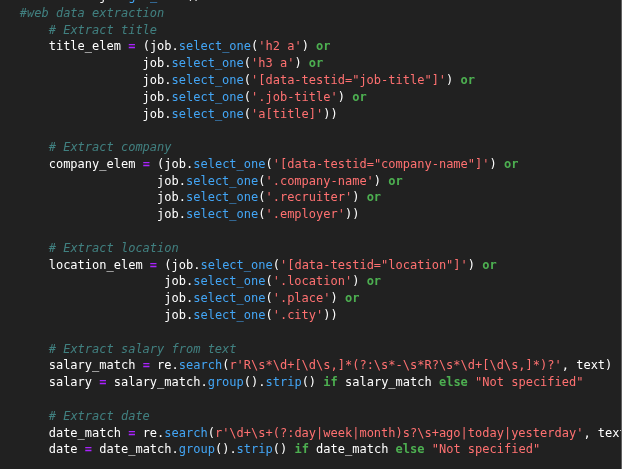 #web data extraction
# Extract title
title_elem = (job.select_one('h2 a') or
job.select_one('h3 a') or
job.select_one('[data-testid="job-title"]') or
job.select_one('.job-title') or
job.select_one('a[title]'))
# Extract company
company_elem = (job.select_one('[data-testid="company-name"]') or
job.select_one('.company-name') or
job.select_one('.recruiter') or
job.select_one('.employer'))
# Extract location
location_elem = (job.select_one('[data-testid="location"]') or
job.select_one('.location') or
job.select_one('.place') or
job.select_one('.city'))
# Extract salary from text
salary_match = re.search(r'R\s*\d+[\d\s,]*(?:\s*-\s*R?\s*\d+[\d\s,]*)?', text)
salary = salary_match.group().strip() if salary_match else "Not specified"
# Extract date
date_match = re.search(r'\d+\s+(?:day|week|month)s?\s+ago|today|yesterday',
date = date_match.group().strip() if date_match else "Not specified"